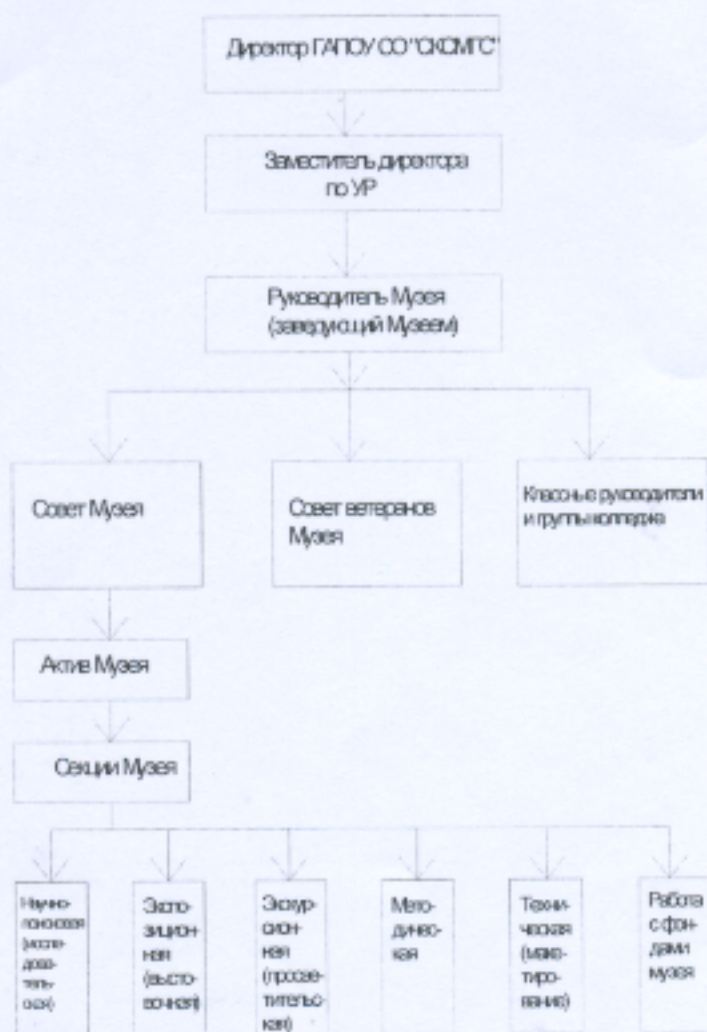 Директор ГАПОУ СО "СКСМГС"
Заместитель директора
по УР
Руководитель Музея
(заведующий Музеем)
Совет Музея
Совет ветеранов
Музея
Классные руководители
и группы колледжа
Актив Музея
Секции Музея
Научно-
поисковая
(иссле-
дова-
тель-
ская)
Экспо-
зицион-
ная
(высто-
вочная)
Экскур-
сион-
ная
(просве-
тительс-
кая)
Мето-
дичес-
кая
Техни-
ческая
(маке-
тиро-
вание)
Работа
с фон-
дами
музея